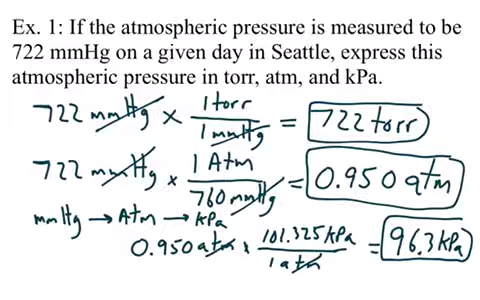 Ex. 1: If the atmospheric pressure is measured to be
722 mmHg on a given day in Seattle, express this
atmospheric pressure in torr, atm, and kPa.
722 mmHg × 1 torr / 1 mmHg = 722 torr
722 mmHg × 1 Atm / 760 mmHg = 0.950 atm
mmHg → Atm → kPa
0.950 atm × 101.325 kPa / 1 atm = 96.3 kPa